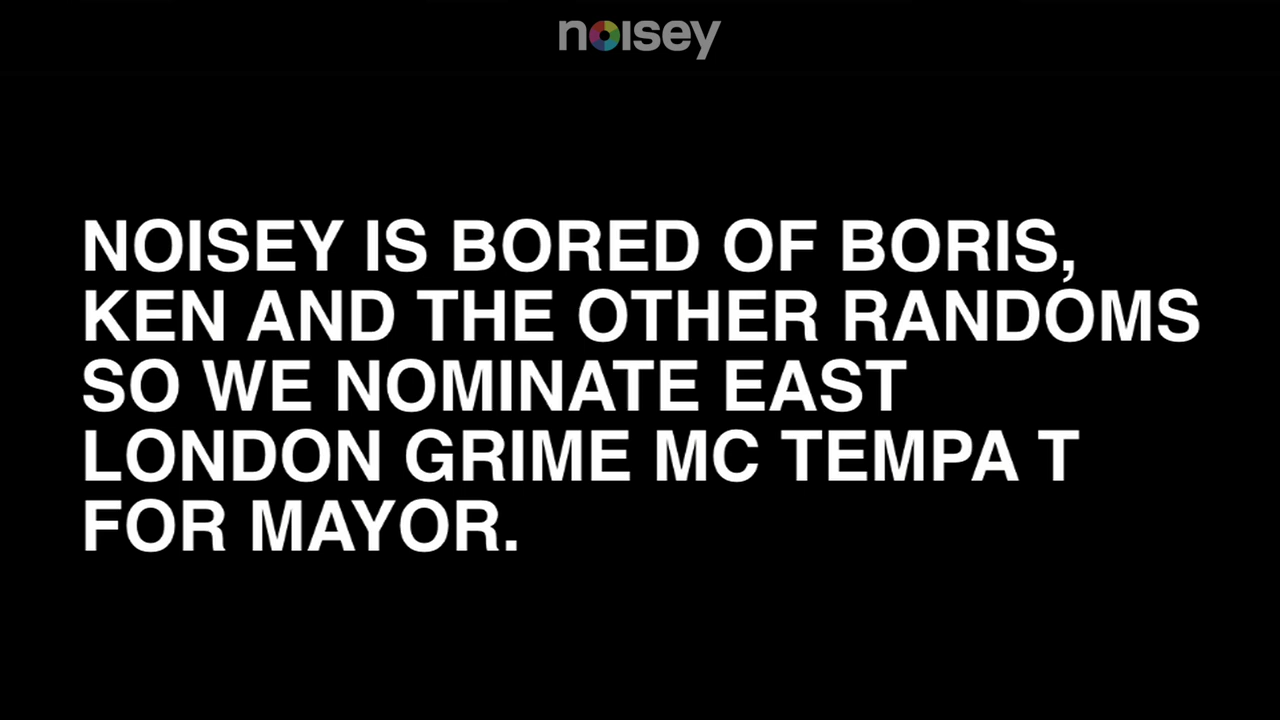 noisey
NOISEY IS BORED OF BORIS,
KEN AND THE OTHER RANDOMS
SO WE NOMINATE EAST
LONDON GRIME MC TEMPA T
FOR MAYOR.